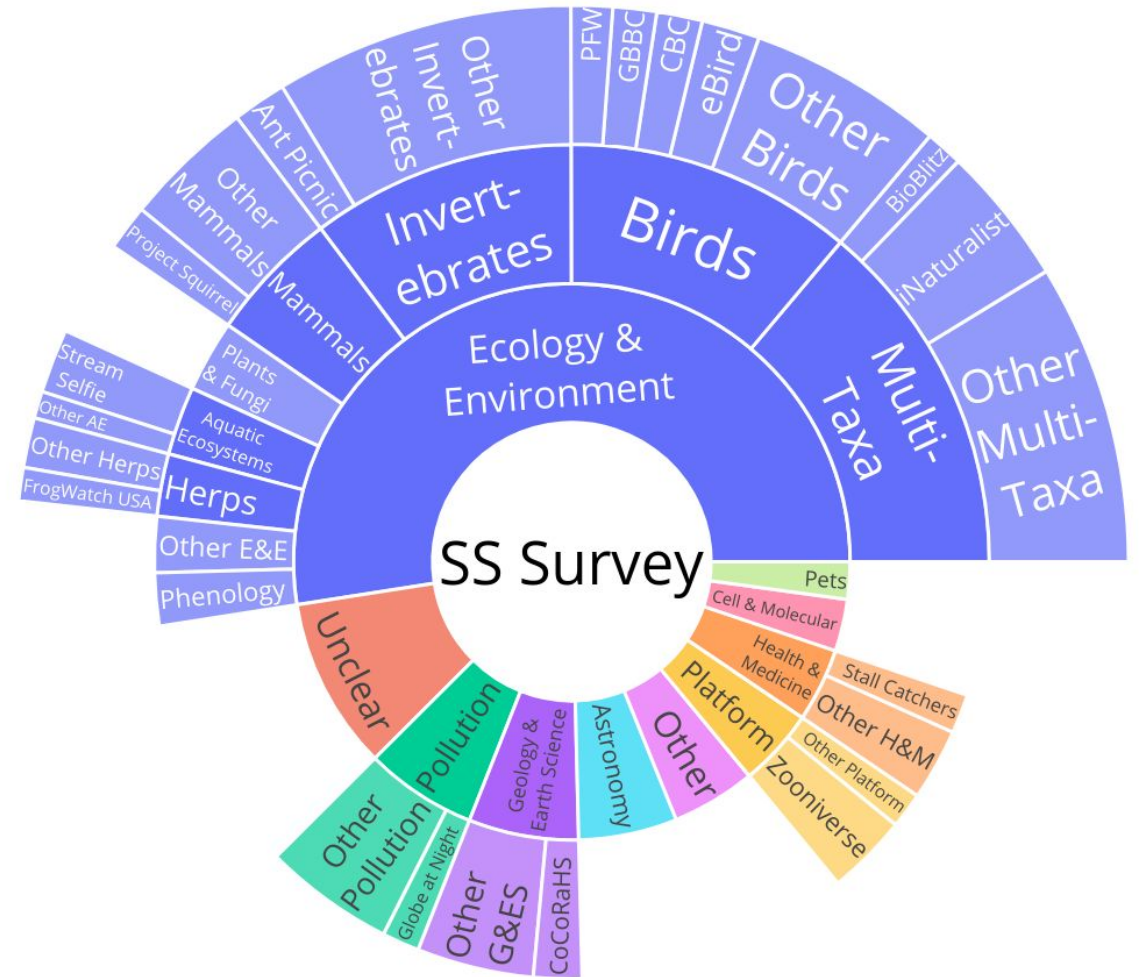 SS Survey
Ecology &
Environment
Multi-
Taxa
Other
Multi-
Taxa
iNaturalist
BioBlitz
Birds
Other
Birds
eBird
CBC
GBBC
PFW
Invert-
ebrates
Other
Invert-
ebrates
Ant Picnic
Mammals
Other
Mammals
Project Squirrel
Plants
& Fungi
Aquatic
Ecosystems
Stream
Selfie
Other AE
Herps
Other Herps
FrogWatch USA
Other E&E
Phenology
Unclear
Pollution
Other
Pollution
Globe at Night
Geology &
Earth Science
Other
G&ES
CoCoRaHS
Astronomy
Other
Platform
Zooniverse
Other Platform
Health &
Medicine
Other H&M
Stall Catchers
Cell & Molecular
Pets